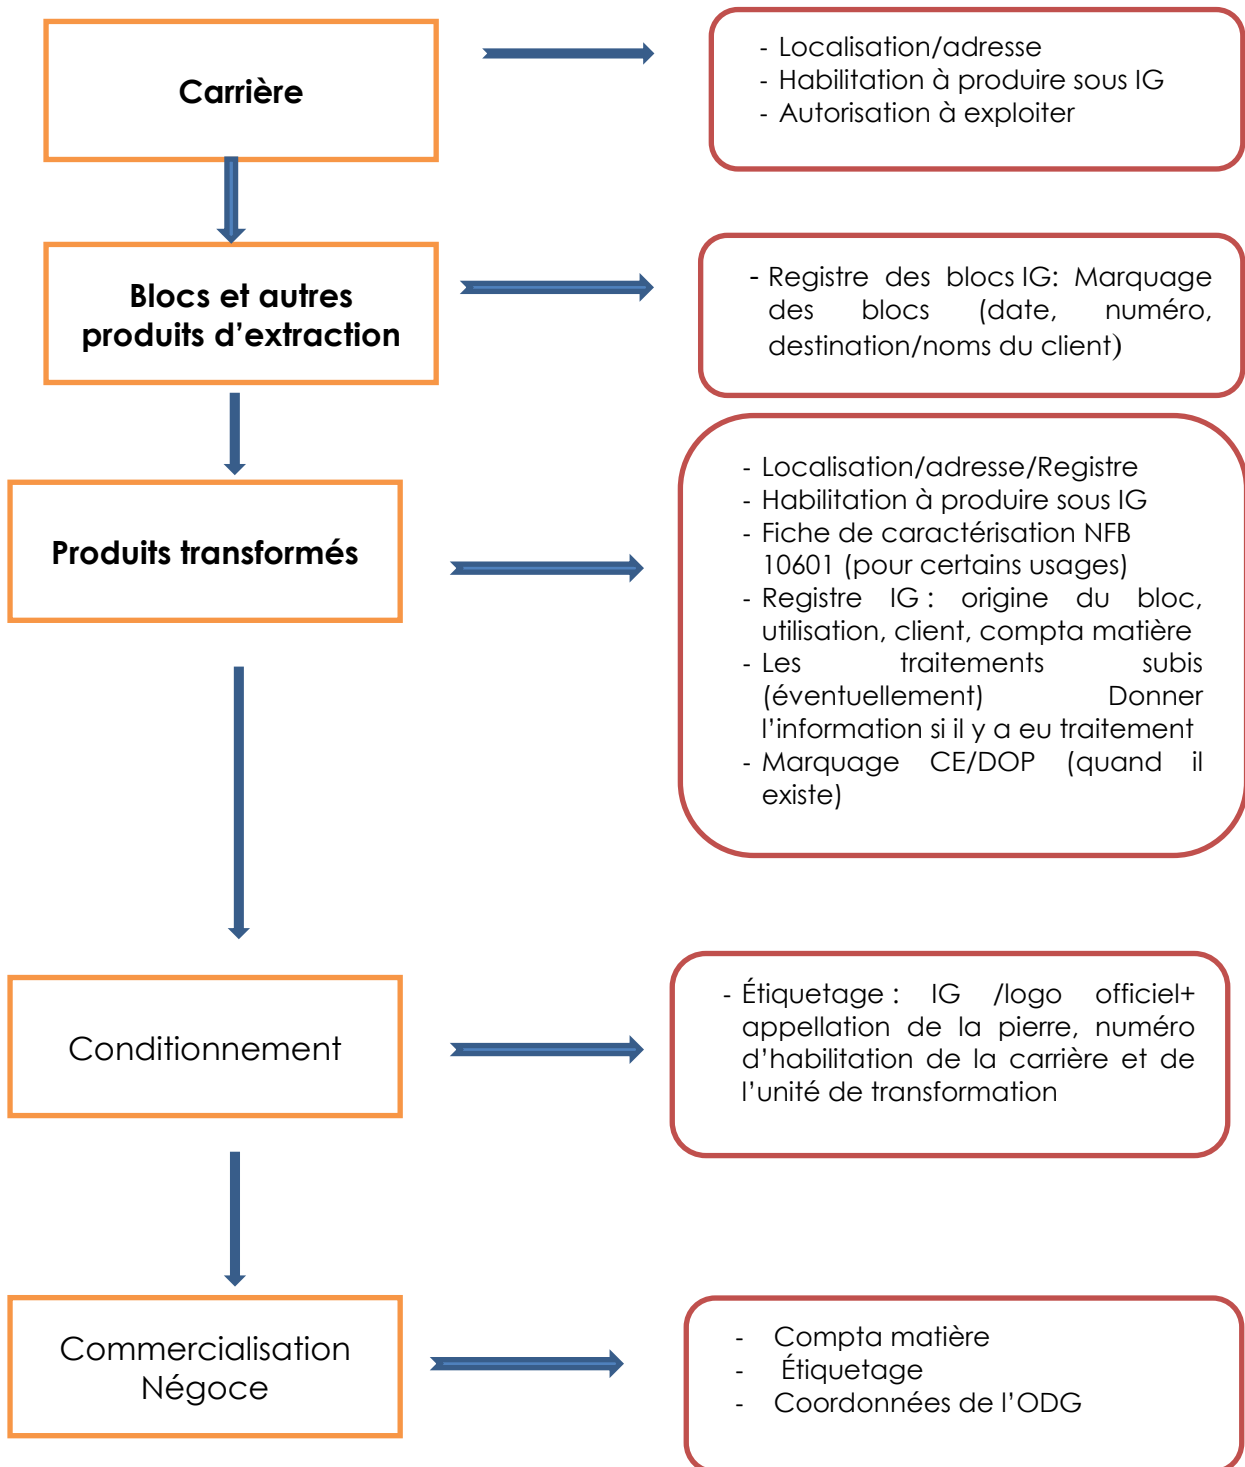 Carrière
- Localisation/adresse
- Habilitation à produire sous IG
- Autorisation à exploiter
Blocs et autres
produits d’extraction
- Registre des blocs IG: Marquage
des blocs (date, numéro,
destination/noms du client)
Produits transformés
- Localisation/adresse/Registre
- Habilitation à produire sous IG
- Fiche de caractérisation NFB
10601 (pour certains usages)
- Registre IG : origine du bloc,
utilisation, client, compta matière
- Les traitements subis
(éventuellement) Donner
l’information si il y a eu traitement
- Marquage CE/DOP (quand il
existe)
Conditionnement
- Étiquetage : IG /logo officiel+
appellation de la pierre, numéro
d’habilitation de la carrière et de
l’unité de transformation
Commercialisation
Négoce
- Compta matière
- Étiquetage
- Coordonnées de l’ODG